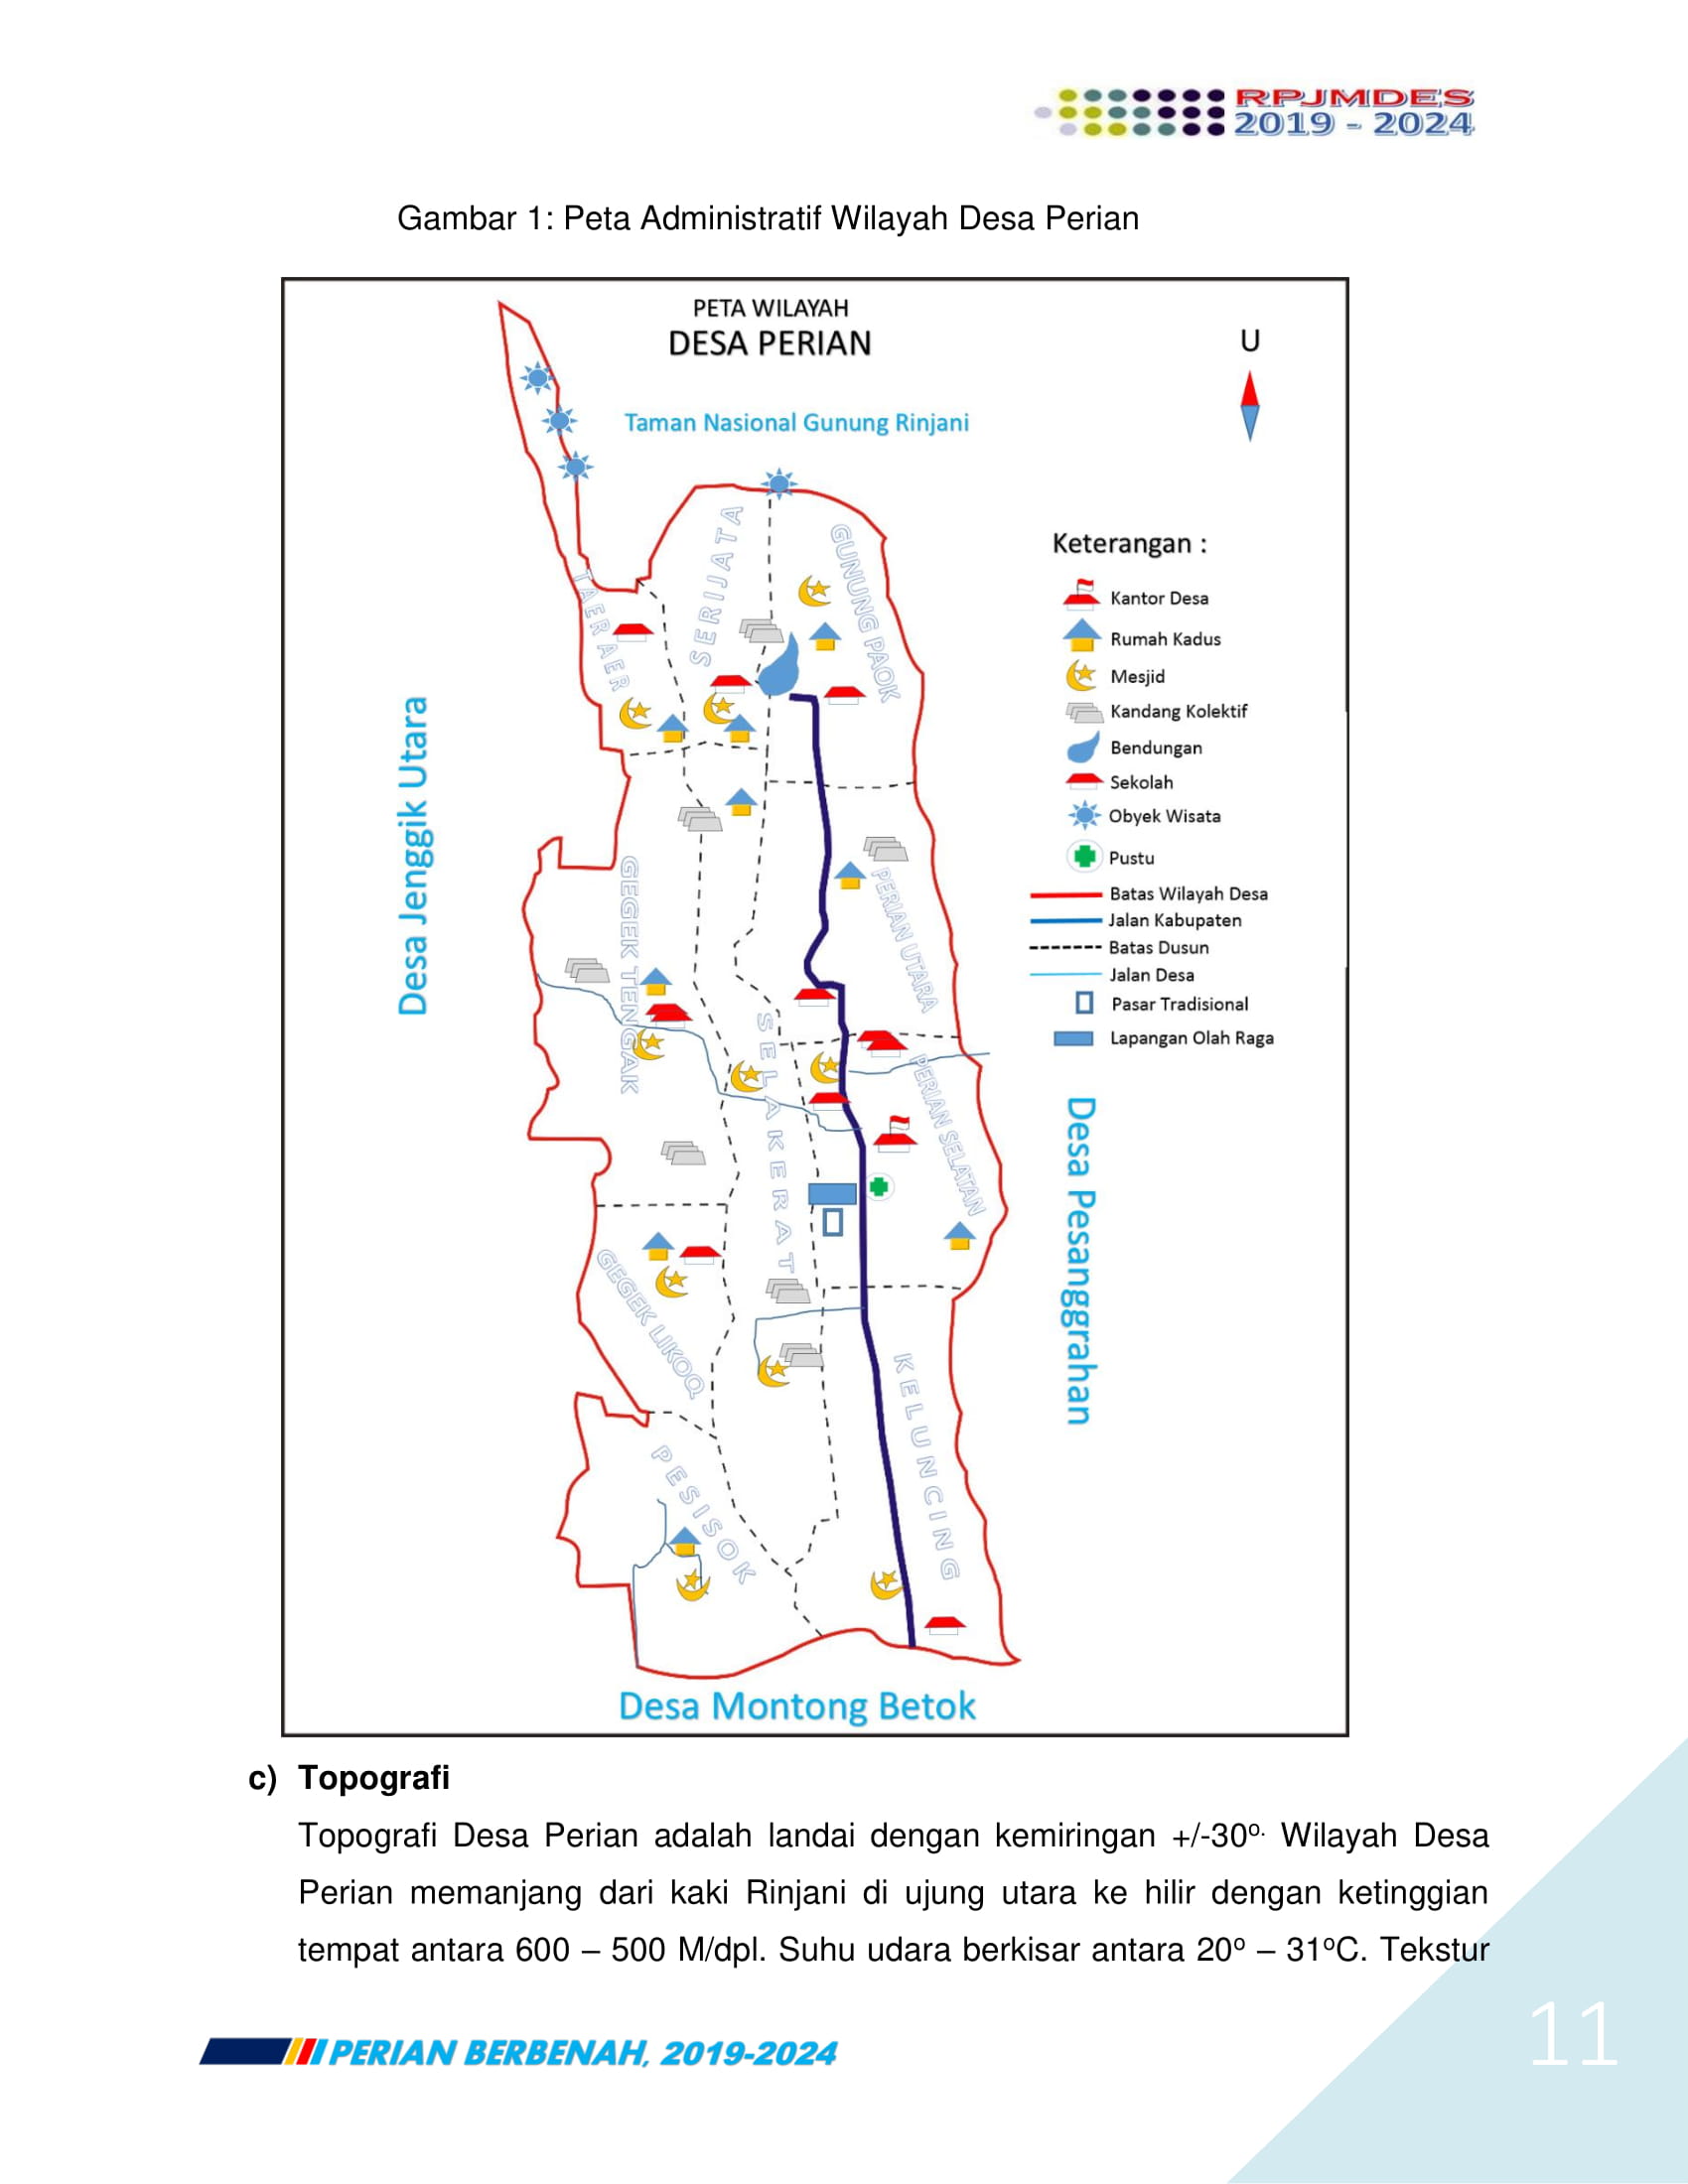 RPJMDES
2019 - 2024
Gambar 1: Peta Administratif Wilayah Desa Perian
PETA WILAYAH
DESA PERIAN
U
Taman Nasional Gunung Rinjani
SERIJATA
GUNUNG PAOK
TAER AER
Desa Jenggik Utara
GEGEK TENGAK
PERIAN UTARA
SELAKERAT
PERIAN SELATAN
GEGEK LIKOQ
KELUNCING
PESISOK
Desa Pesanggrahan
Desa Montong Betok
Keterangan :
Kantor Desa
Rumah Kadus
Mesjid
Kandang Kolektif
Bendungan
Sekolah
Obyek Wisata
Pustu
Batas Wilayah Desa
Jalan Kabupaten
Batas Dusun
Jalan Desa
Pasar Tradisional
Lapangan Olah Raga
c) Topografi
Topografi Desa Perian adalah landai dengan kemiringan +/-30º. Wilayah Desa
Perian memanjang dari kaki Rinjani di ujung utara ke hilir dengan ketinggian
tempat antara 600 – 500 M/dpl. Suhu udara berkisar antara 20º – 31ºC. Tekstur
PERIAN BERBENAH, 2019-2024
11